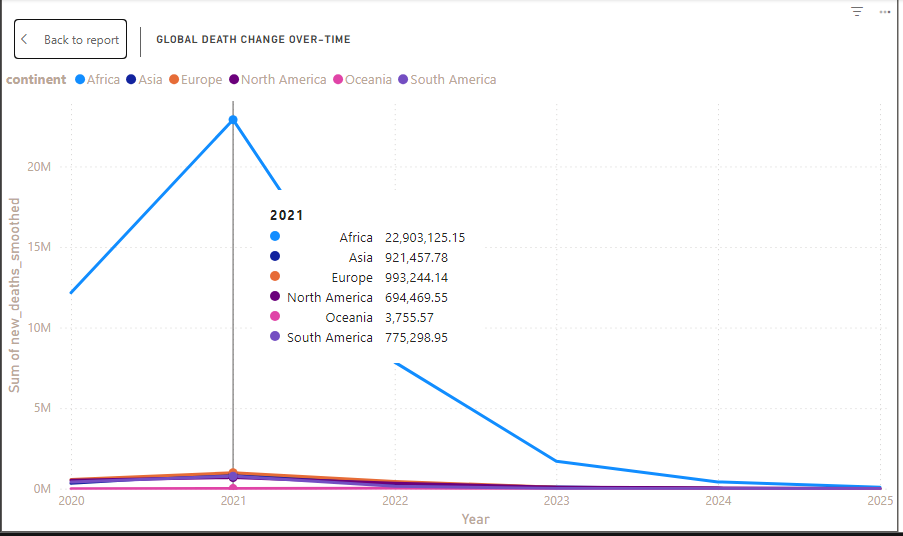 Back to report
GLOBAL DEATH CHANGE OVER-TIME
continent Africa Asia Europe North America Oceania South America
Sum of new_deaths_smoothed
20M
15M
10M
5M
0M
2021
Africa 22,903,125.15
Asia 921,457.78
Europe 993,244.14
North America 694,469.55
Oceania 3,755.57
South America 775,298.95
2020 2021 2022 2023 2024 2025
Year